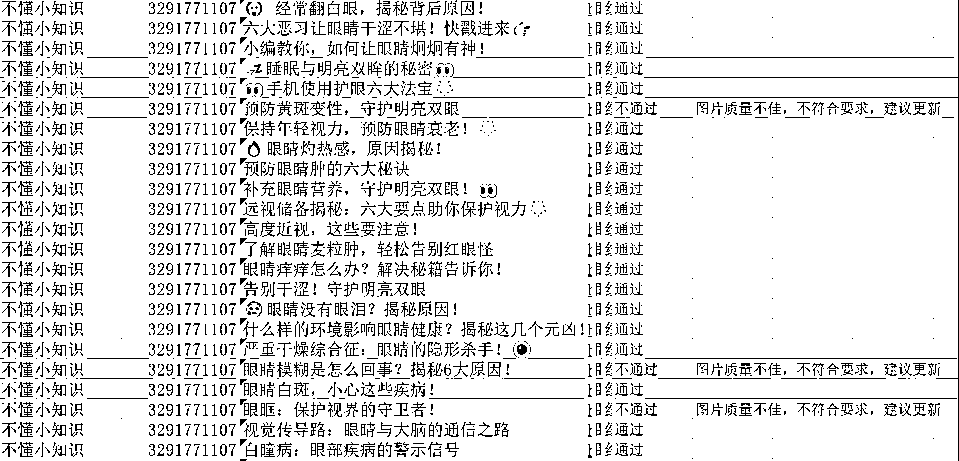 不懂小知识 3291771107 经常翻白眼，揭秘背后原因！ 通过
不懂小知识 3291771107 六大恶习让眼睛干涩不堪！快戳进来 通过
不懂小知识 3291771107 小编教你，如何让眼睛炯炯有神！ 通过
不懂小知识 3291771107 💤睡眠与明亮双眸的秘密👀 通过
不懂小知识 3291771107 👀手机使用护眼六大法宝 通过
不懂小知识 3291771107 预防黄斑变性，守护明亮双眼 不通过 图片质量不佳，不符合要求，建议更新
不懂小知识 3291771107 保持年轻视力，预防眼睛衰老！ 通过
不懂小知识 3291771107 🔥眼睛灼热感，原因揭秘！ 通过
不懂小知识 3291771107 预防眼睛肿的六大秘诀 通过
不懂小知识 3291771107 补充眼睛营养，守护明亮双眼！👀 通过
不懂小知识 3291771107 远视储备揭秘：六大要点助你保护视力 通过
不懂小知识 3291771107 高度近视，这些要注意！ 通过
不懂小知识 3291771107 了解眼睛麦粒肿，轻松告别红眼怪 通过
不懂小知识 3291771107 眼睛痒痒怎么办？解决秘籍告诉你！ 通过
不懂小知识 3291771107 告别干涩！守护明亮双眼 通过
不懂小知识 3291771107 眼睛没有眼泪？揭秘原因！ 通过
不懂小知识 3291771107 什么样的环境影响眼睛健康？揭秘这几个元凶！ 通过
不懂小知识 3291771107 严重干燥综合征：眼睛的隐形杀手！ 通过
不懂小知识 3291771107 眼睛模糊是怎么回事？揭秘6大原因！ 不通过 图片质量不佳，不符合要求，建议更新
不懂小知识 3291771107 眼睛白斑，小心这些疾病！ 通过
不懂小知识 3291771107 眼眶：保护视界的守卫者！ 不通过 图片质量不佳，不符合要求，建议更新
不懂小知识 3291771107 视觉传导路：眼睛与大脑的通信之路 通过
不懂小知识 3291771107 白瞳病：眼部疾病的警示信号 通过